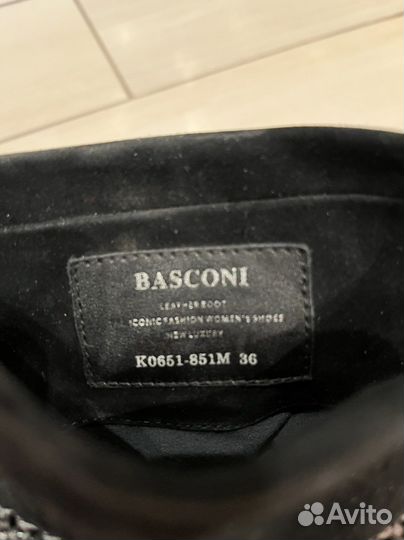 BASCONI
LEATHER BOOT
ICONIC FASHION WOMEN'S SHOES
NEW LUXURY
K0651-851M 36
Avito